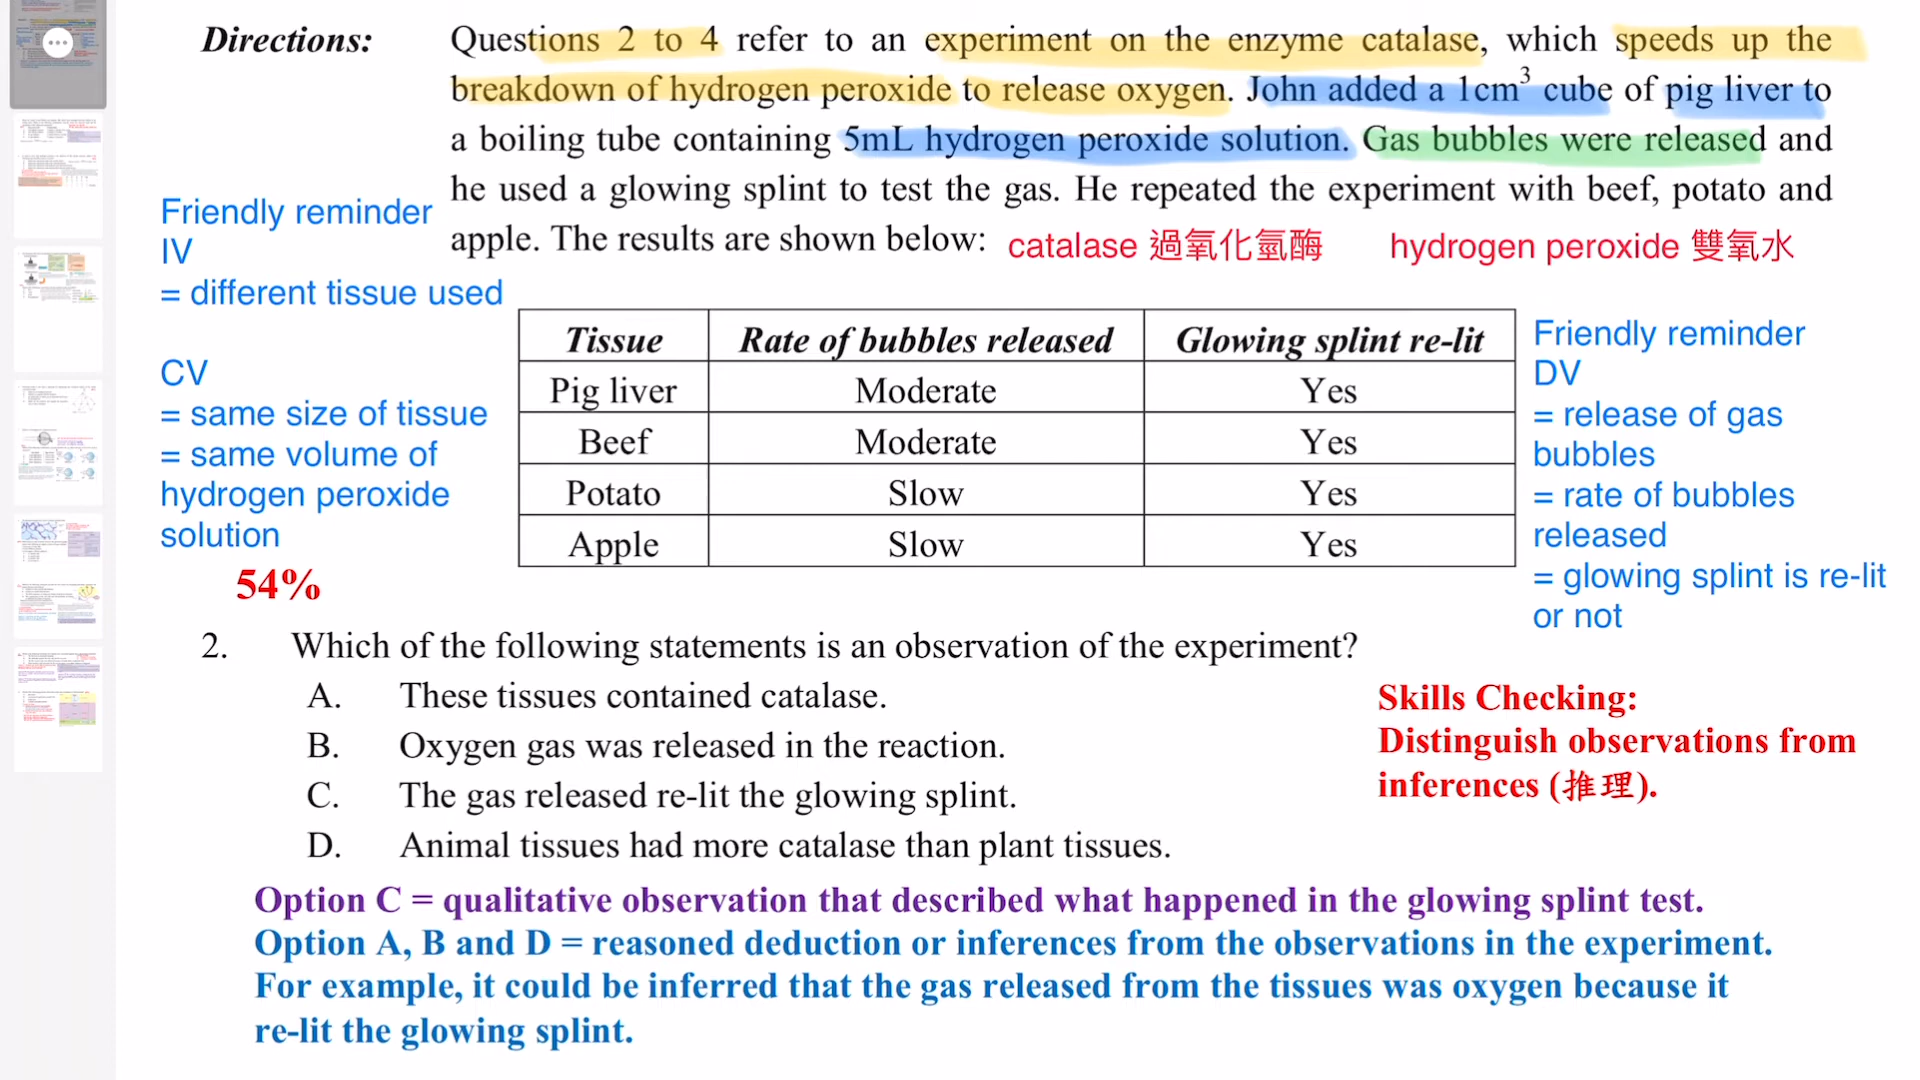 Directions: Questions 2 to 4 refer to an experiment on the enzyme catalase, which speeds up the
breakdown of hydrogen peroxide to release oxygen. John added a 1cm³ cube of pig liver to
a boiling tube containing 5mL hydrogen peroxide solution. Gas bubbles were released and
he used a glowing splint to test the gas. He repeated the experiment with beef, potato and
apple. The results are shown below:
catalase 過氧化氫酶 hydrogen peroxide 雙氧水
Friendly reminder
IV
= different tissue used
CV
= same size of tissue
= same volume of
hydrogen peroxide
solution
Tissue Rate of bubbles released Glowing splint re-lit
Pig liver Moderate Yes
Beef Moderate Yes
Potato Slow Yes
Apple Slow Yes
Friendly reminder
DV
= release of gas
bubbles
= rate of bubbles
released
= glowing splint is re-lit
or not
54%
2. Which of the following statements is an observation of the experiment?
A. These tissues contained catalase.
B. Oxygen gas was released in the reaction.
C. The gas released re-lit the glowing splint.
D. Animal tissues had more catalase than plant tissues.
Skills Checking:
Distinguish observations from
inferences (推理).
Option C = qualitative observation that described what happened in the glowing splint test.
Option A, B and D = reasoned deduction or inferences from the observations in the experiment.
For example, it could be inferred that the gas released from the tissues was oxygen because it
re-lit the glowing splint.